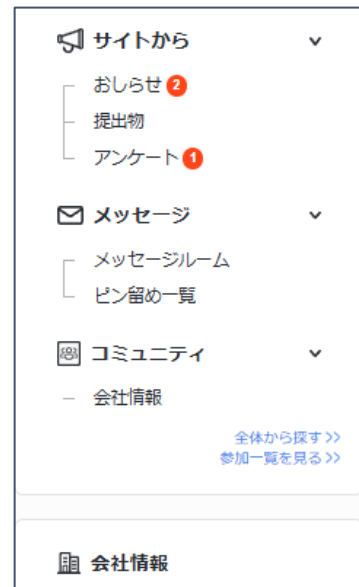 サイトから
おしらせ 2
提出物
アンケート 1
メッセージ
メッセージルーム
ピン留め一覧
コミュニティ
会社情報
全体から探す >>
参加一覧を見る >>
会社情報